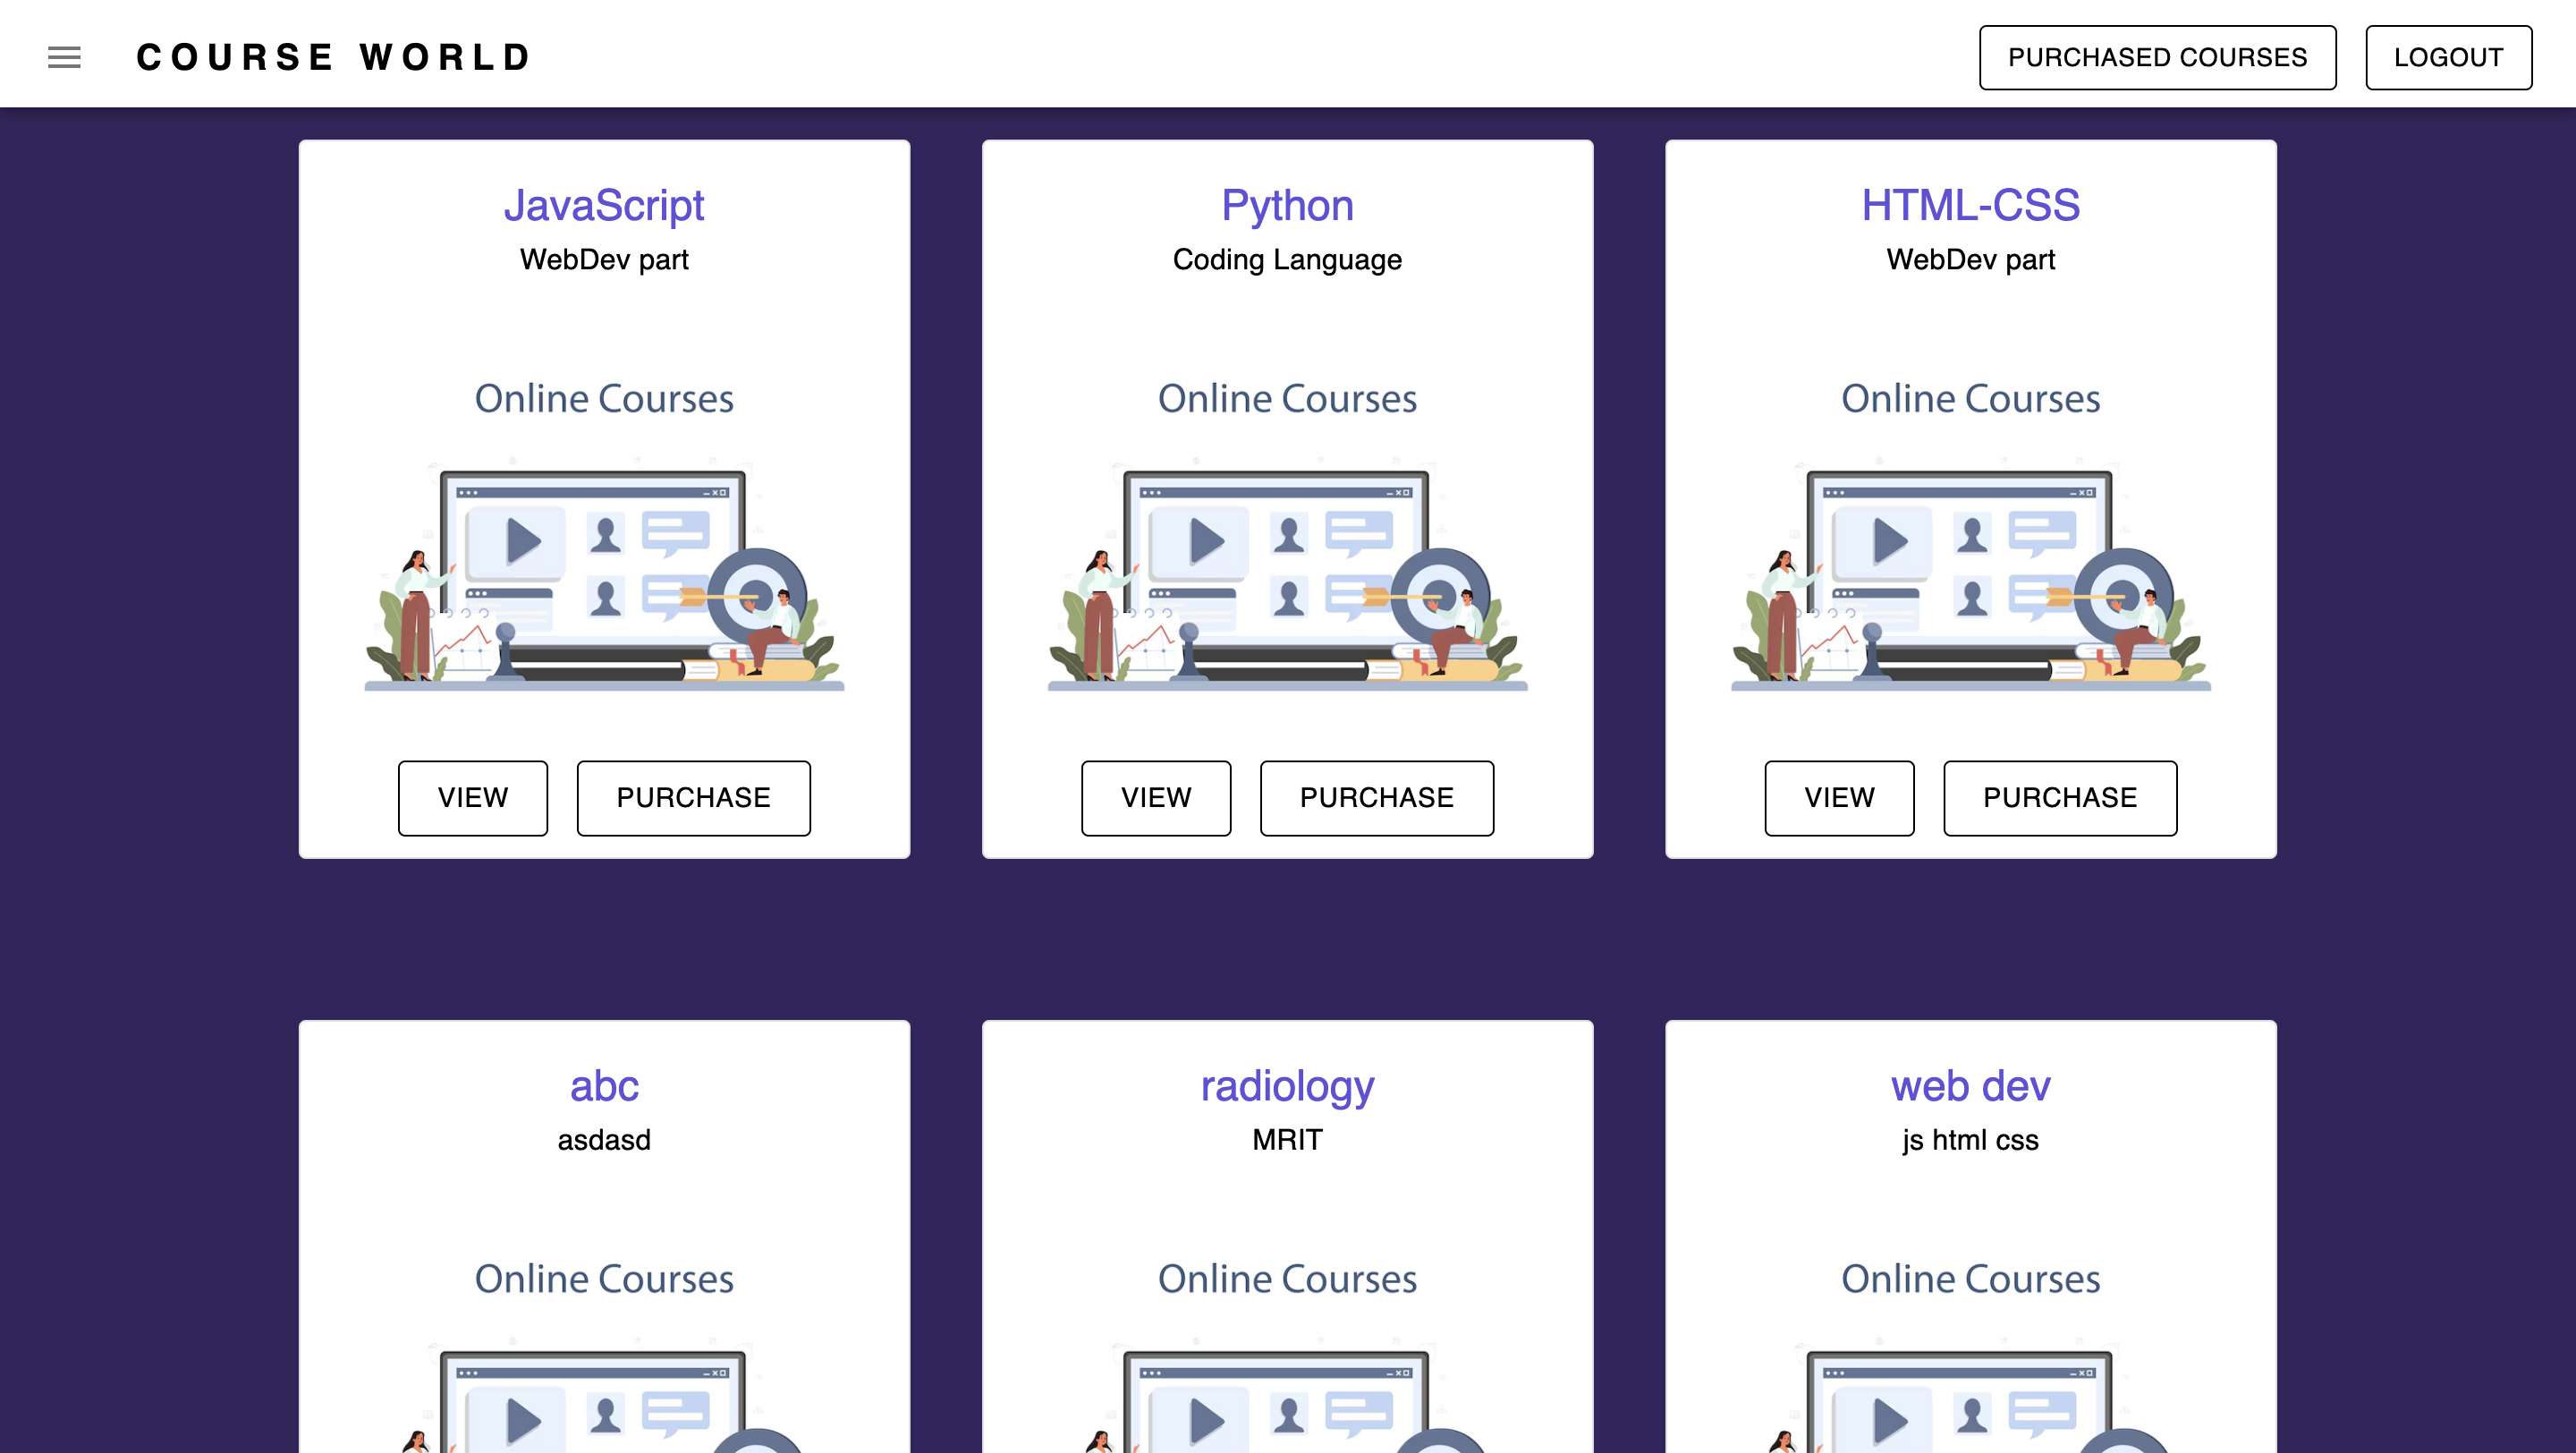 COURSE WORLD
PURCHASED COURSES
LOGOUT
JavaScript
WebDev part
Online Courses
VIEW
PURCHASE
Python
Coding Language
Online Courses
VIEW
PURCHASE
HTML-CSS
WebDev part
Online Courses
VIEW
PURCHASE
abc
asdasd
Online Courses
radiology
MRIT
Online Courses
web dev
js html css
Online Courses